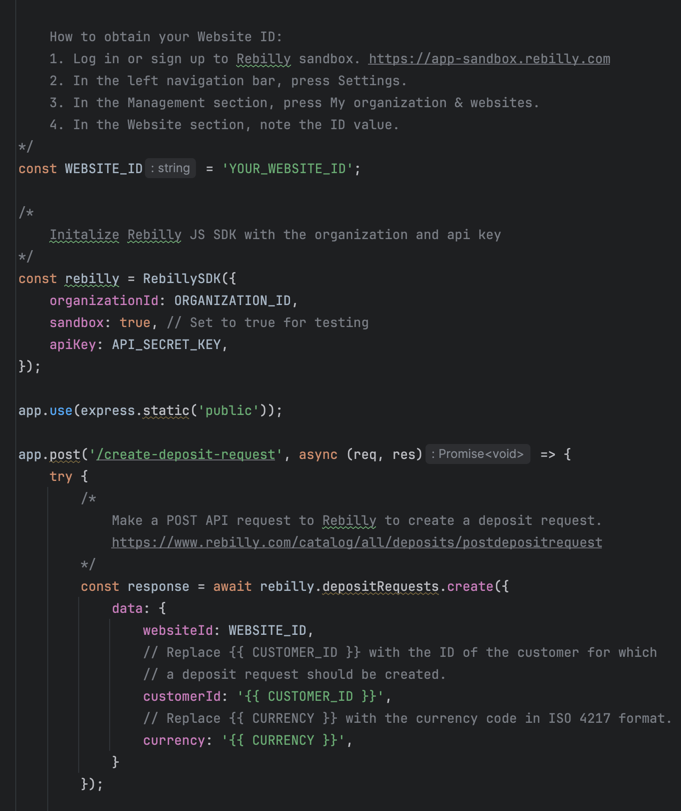 How to obtain your Website ID:
1. Log in or sign up to Rebilly sandbox. https://app-sandbox.rebilly.com
2. In the left navigation bar, press Settings.
3. In the Management section, press My organization & websites.
4. In the Website section, note the ID value.
*/
const WEBSITE_ID : string = 'YOUR_WEBSITE_ID';
/*
Initalize Rebilly JS SDK with the organization and api key
*/
const rebilly = RebillySDK({
organizationId: ORGANIZATION_ID,
sandbox: true, // Set to true for testing
apiKey: API_SECRET_KEY,
});
app.use(express.static('public'));
app.post('/create-deposit-request', async (req, res) : Promise<void> => {
try {
/*
Make a POST API request to Rebilly to create a deposit request.
https://www.rebilly.com/catalog/all/deposits/postdepositrequest
*/
const response = await rebilly.depositRequests.create({
data: {
websiteId: WEBSITE_ID,
// Replace {{ CUSTOMER_ID }} with the ID of the customer for which
// a deposit request should be created.
customerId: '{{ CUSTOMER_ID }}',
// Replace {{ CURRENCY }} with the currency code in ISO 4217 format.
currency: '{{ CURRENCY }}',
}
});